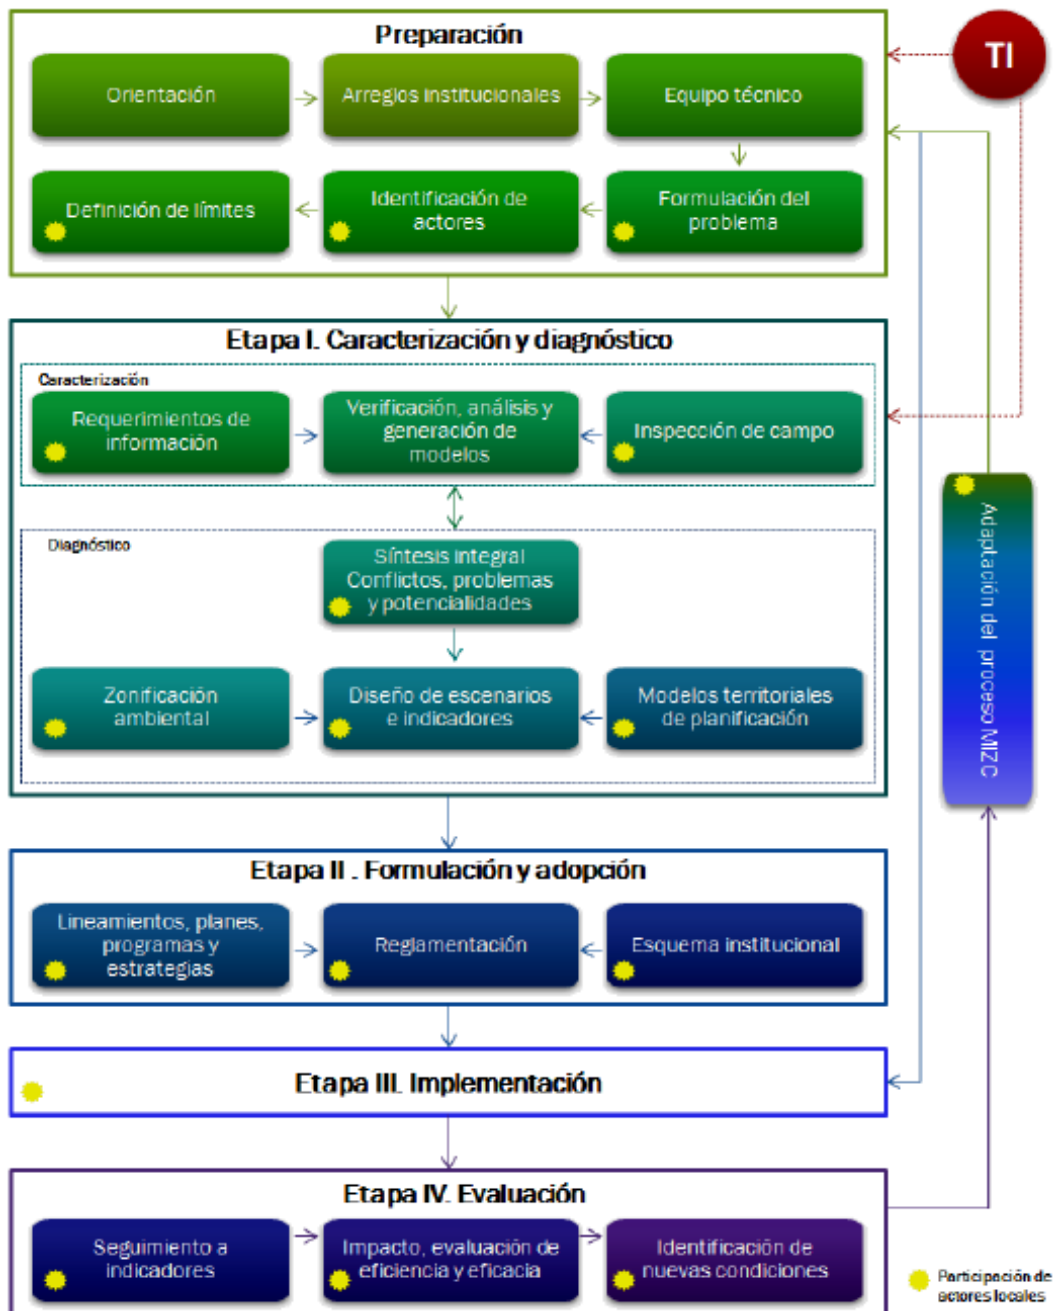 Preparación
TI
Orientación
Arreglos institucionales
Equipo técnico
Definición de límites
Identificación de
actores
Formulación del
problema
Etapa I. Caracterización y diagnóstico
Caracterización
Requerimientos de
información
Verificación, análisis y
generación de
modelos
Inspección de campo
Adaptación del proceso MIZC
Diagnóstico
Síntesis integral
Conflictos, problemas
y potencialidades
Zonificación
ambiental
Diseño de escenarios
e indicadores
Modelos territoriales
de planificación
Etapa II . Formulación y adopción
Lineamientos, planes,
programas y
estrategias
Reglamentación
Esquema institucional
Etapa III. Implementación
Etapa IV. Evaluación
Seguimiento a
indicadores
Impacto, evaluación de
eficiencia y eficacia
Identificación de
nuevas condiciones
Participación de
actores locales